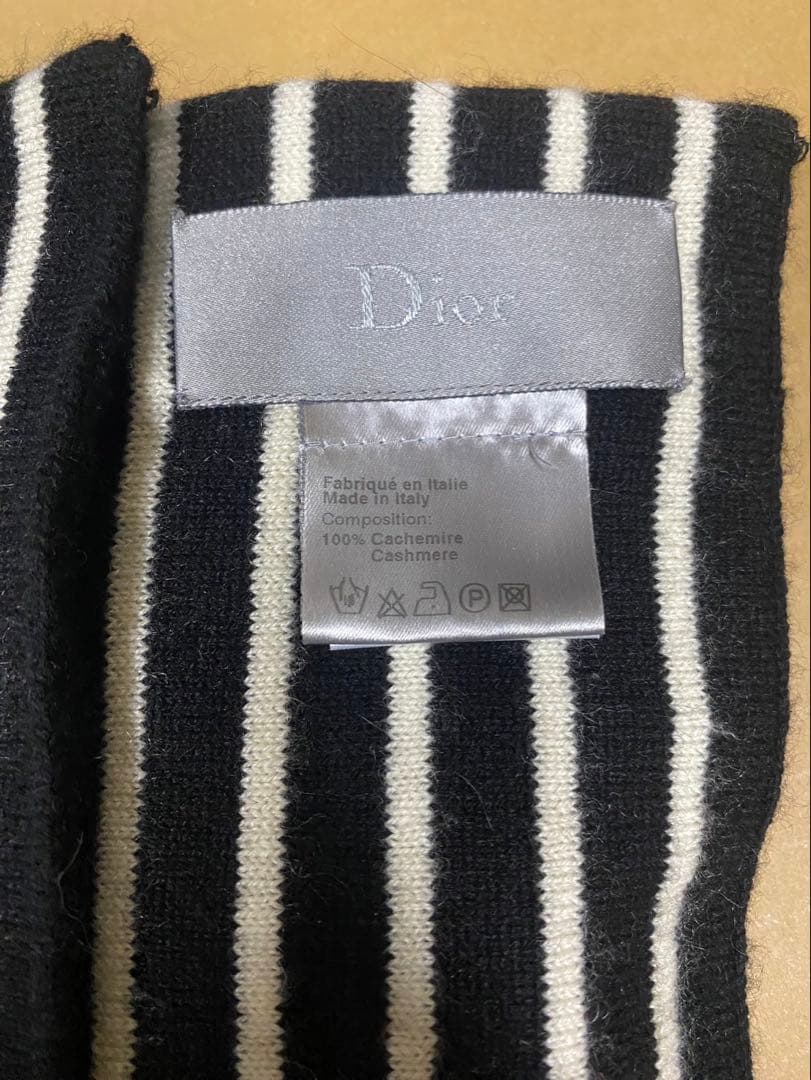 Dior
Fabriqué en Italie
Made in Italy
Composition:
100% Cachemire
Cashmere
P